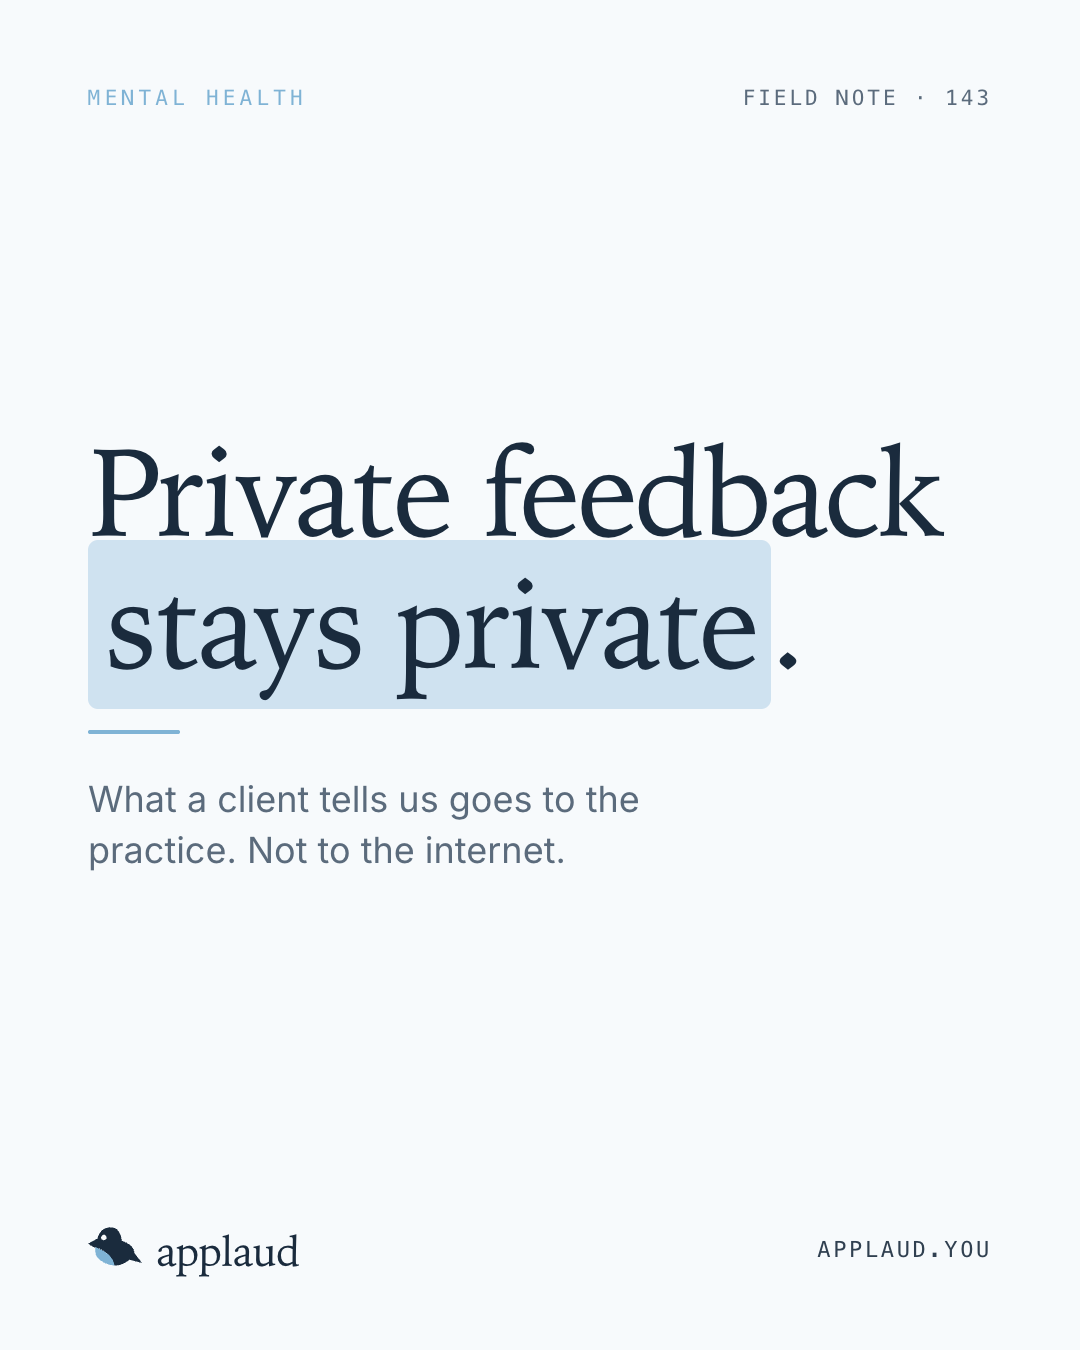 MENTAL HEALTH
FIELD NOTE · 143
Private feedback
stays private.
What a client tells us goes to the
practice. Not to the internet.
applaud
APPLAUD.YOU